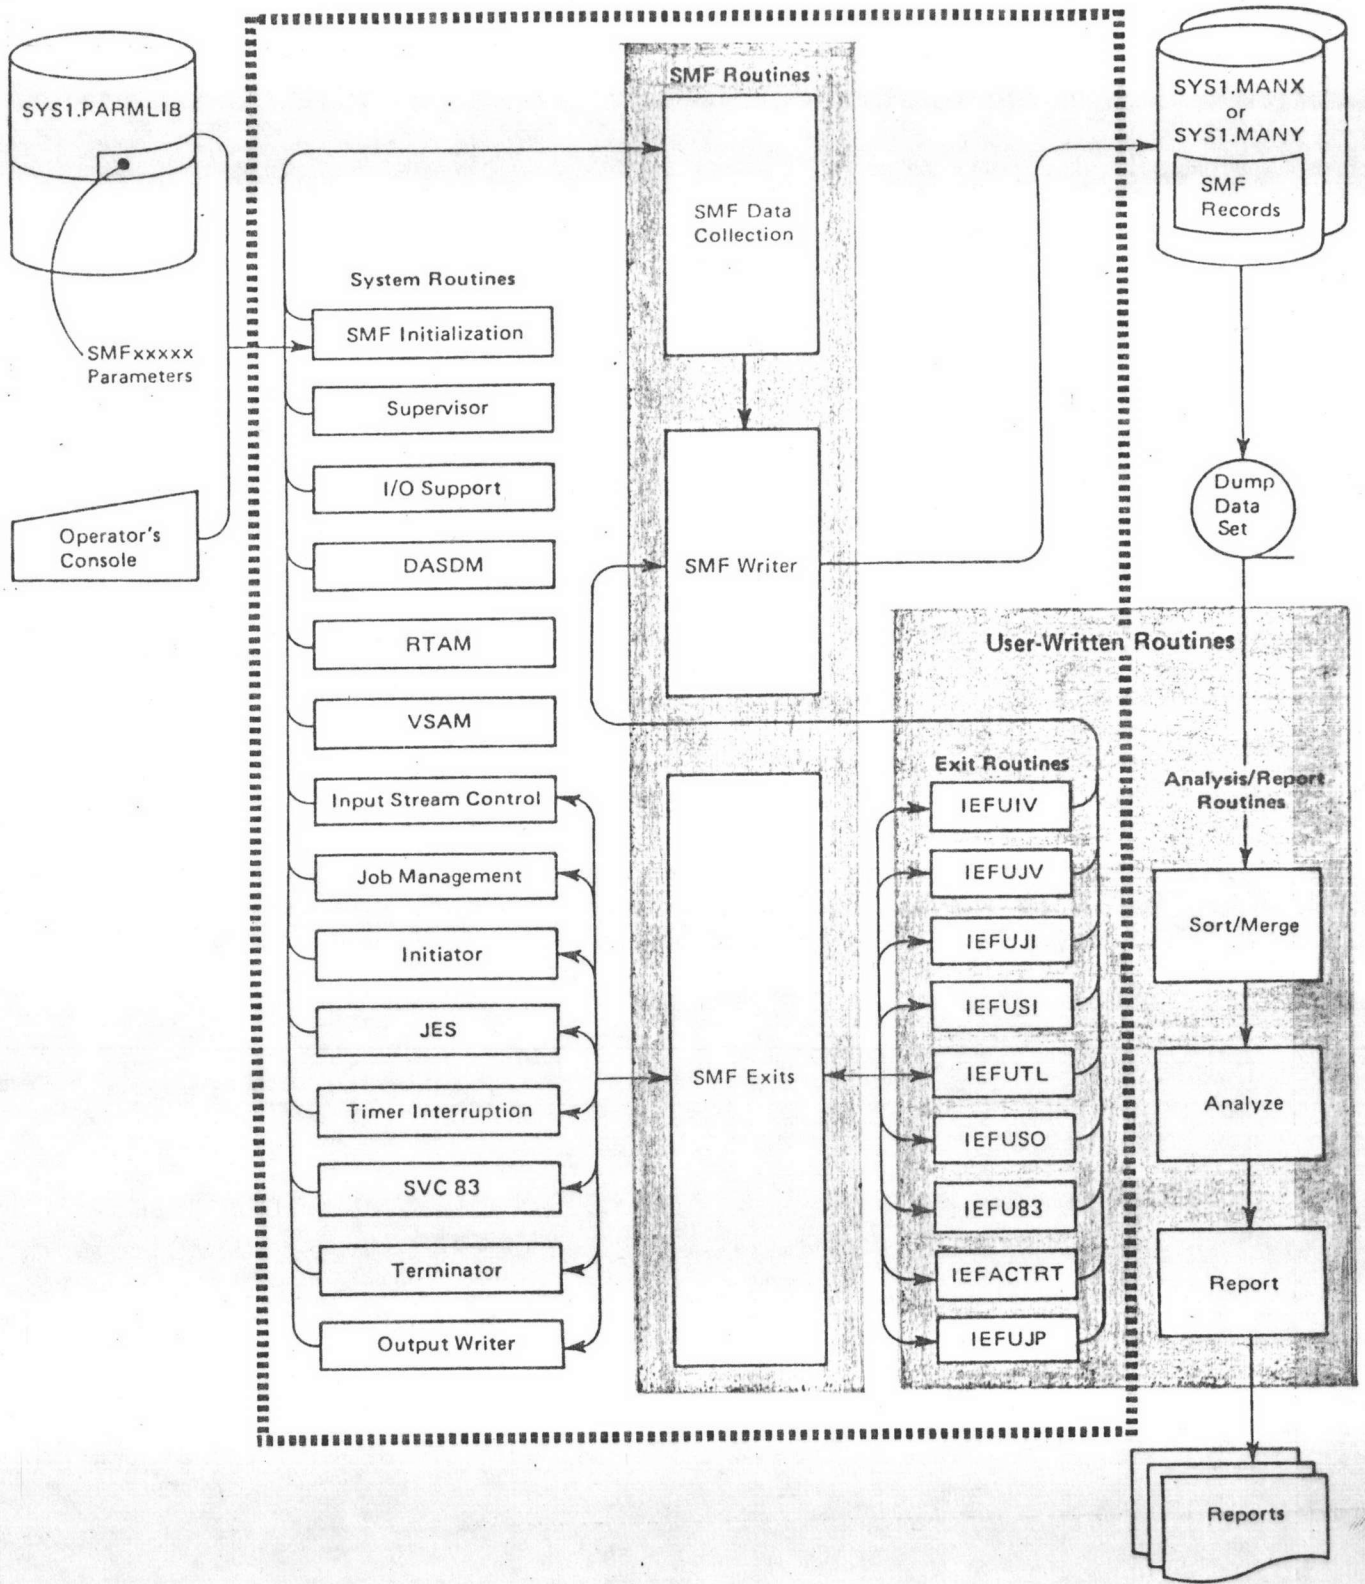 SYS1.PARMLIB
SMFxxxxx
Parameters
Operator's
Console
System Routines
SMF Initialization
Supervisor
I/O Support
DASDM
RTAM
VSAM
Input Stream Control
Job Management
Initiator
JES
Timer Interruption
SVC 83
Terminator
Output Writer
SMF Routines
SMF Data
Collection
SMF Writer
SMF Exits
User-Written Routines
Exit Routines
IEFUIV
IEFUJV
IEFUJI
IEFUSI
IEFUTL
IEFUSO
IEFU83
IEFACTRT
IEFUJP
SYS1.MANX
or
SYS1.MANY
SMF
Records
Dump
Data
Set
Analysis/Report
Routines
Sort/Merge
Analyze
Report
Reports